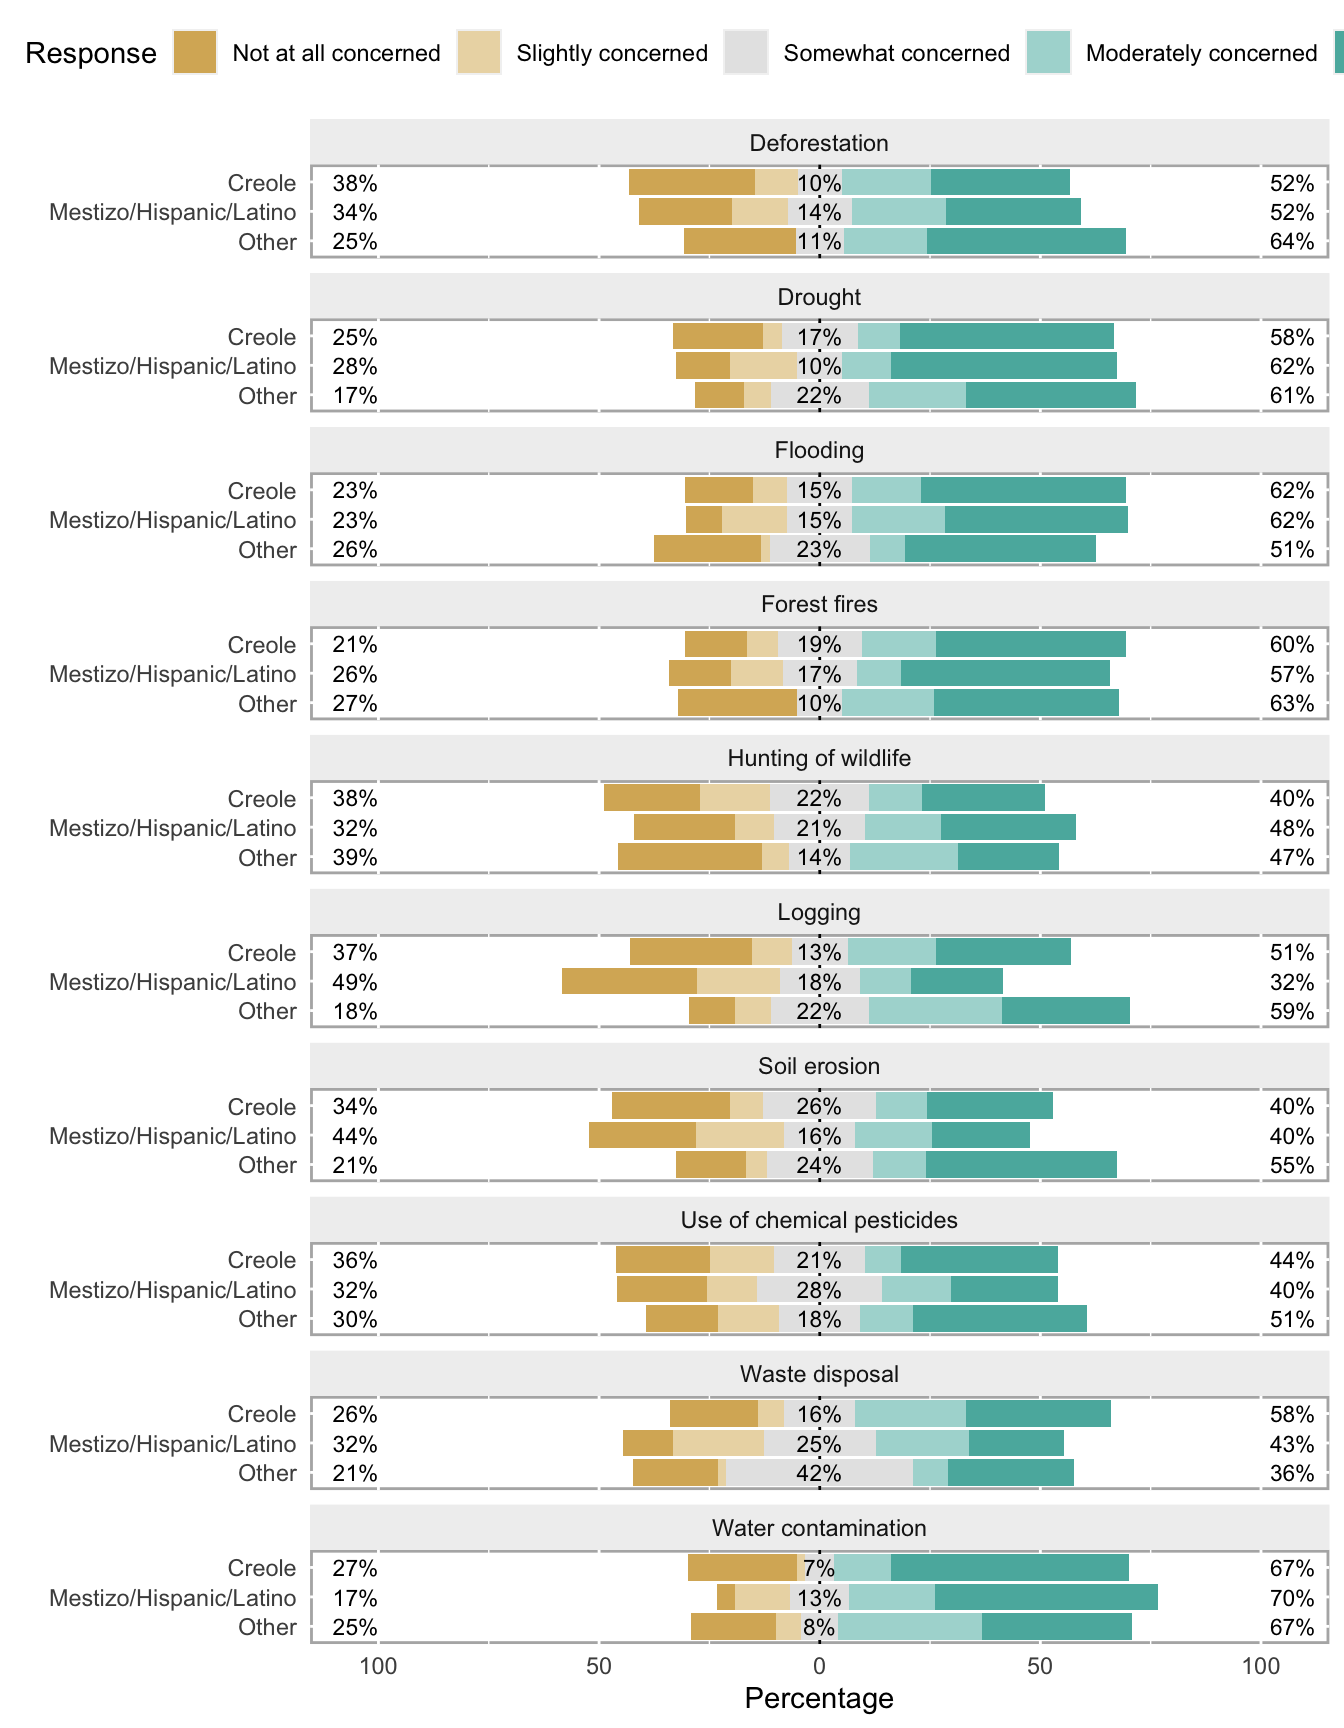 Response Not at all concerned Slightly concerned Somewhat concerned Moderately concerned
Deforestation
Creole 38% 10% 52%
Mestizo/Hispanic/Latino 34% 14% 52%
Other 25% 11% 64%
Drought
Creole 25% 17% 58%
Mestizo/Hispanic/Latino 28% 10% 62%
Other 17% 22% 61%
Flooding
Creole 23% 15% 62%
Mestizo/Hispanic/Latino 23% 15% 62%
Other 26% 23% 51%
Forest fires
Creole 21% 19% 60%
Mestizo/Hispanic/Latino 26% 17% 57%
Other 27% 10% 63%
Hunting of wildlife
Creole 38% 22% 40%
Mestizo/Hispanic/Latino 32% 21% 48%
Other 39% 14% 47%
Logging
Creole 37% 13% 51%
Mestizo/Hispanic/Latino 49% 18% 32%
Other 18% 22% 59%
Soil erosion
Creole 34% 26% 40%
Mestizo/Hispanic/Latino 44% 16% 40%
Other 21% 24% 55%
Use of chemical pesticides
Creole 36% 21% 44%
Mestizo/Hispanic/Latino 32% 28% 40%
Other 30% 18% 51%
Waste disposal
Creole 26% 16% 58%
Mestizo/Hispanic/Latino 32% 25% 43%
Other 21% 42% 36%
Water contamination
Creole 27% 7% 67%
Mestizo/Hispanic/Latino 17% 13% 70%
Other 25% 8% 67%
100 50 0 50 100
Percentage